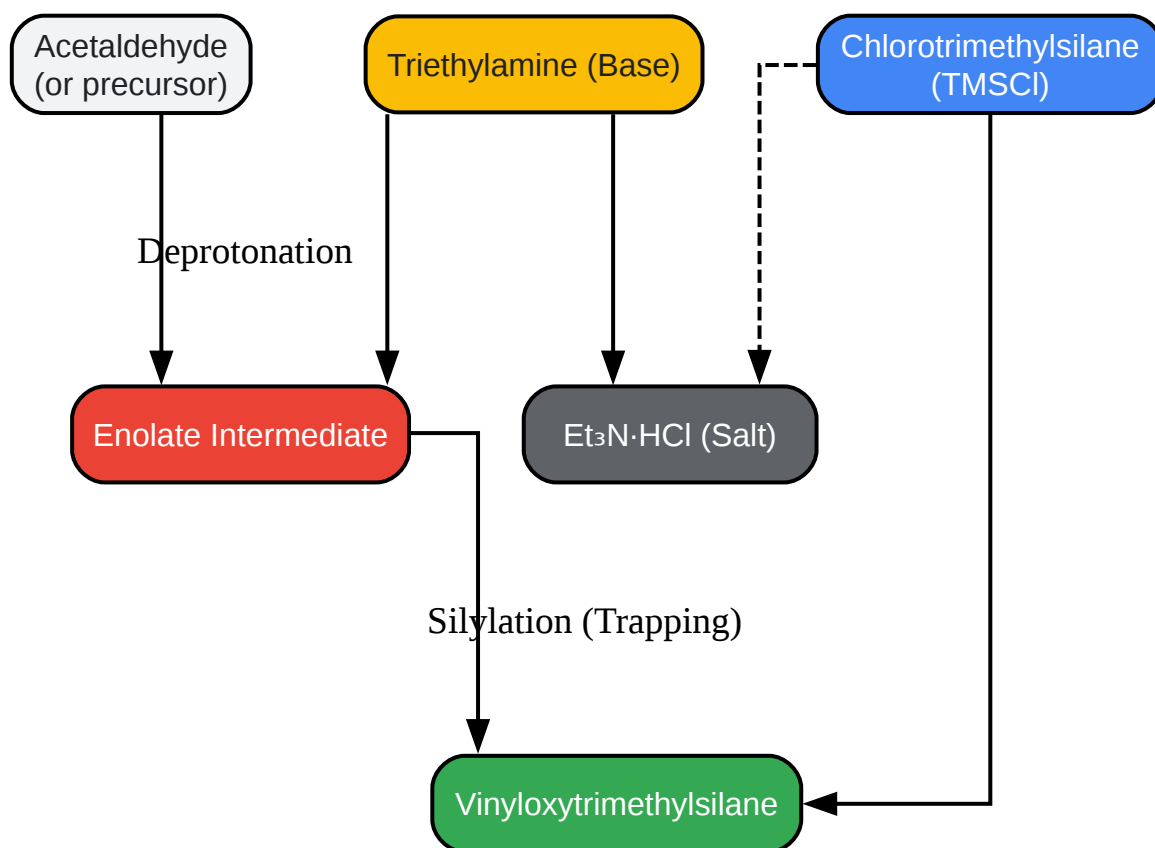 Acetaldehyde
(or precursor)
Triethylamine (Base)
Chlorotrimethylsilane
(TMSCl)
Deprotonation
Enolate Intermediate
Et₃N·HCl (Salt)
Silylation (Trapping)
Vinyloxytrimethylsilane